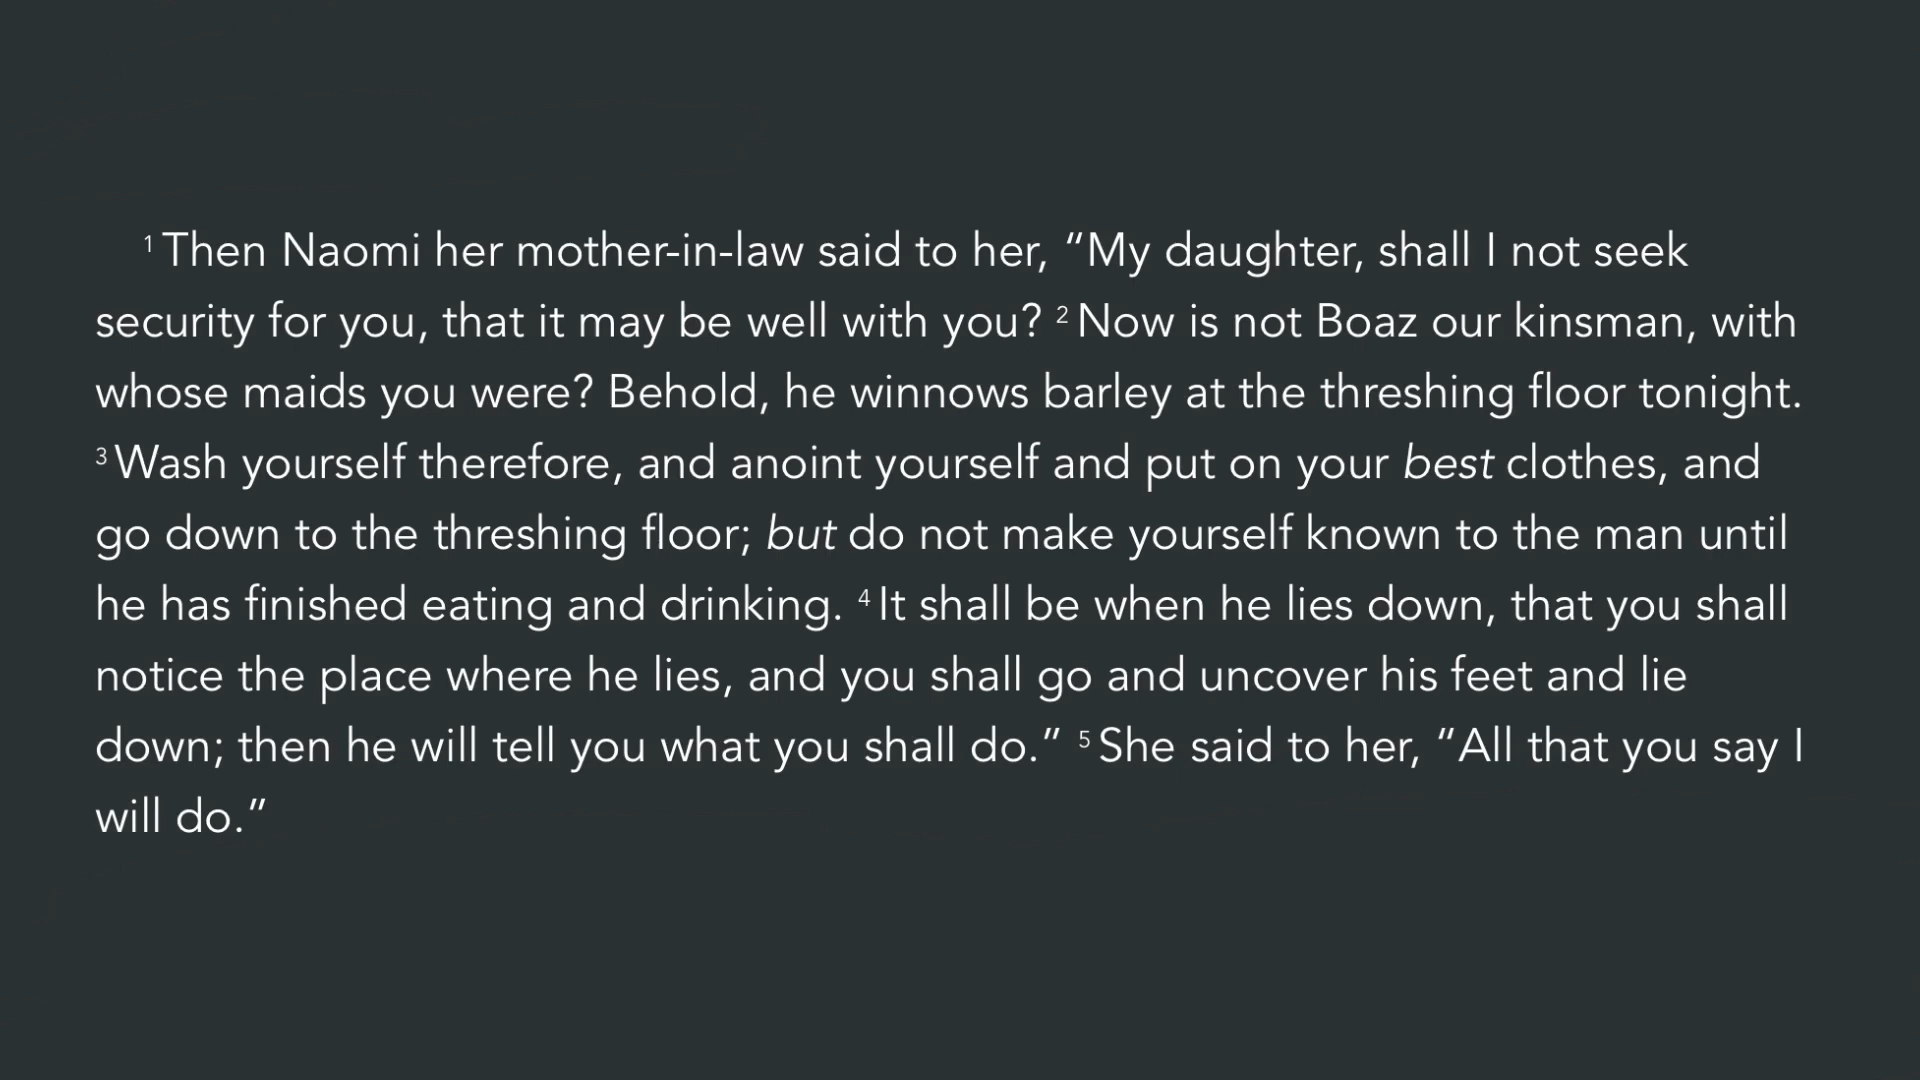 1 Then Naomi her mother-in-law said to her, “My daughter, shall I not seek
security for you, that it may be well with you? 2 Now is not Boaz our kinsman, with
whose maids you were? Behold, he winnows barley at the threshing floor tonight.
3 Wash yourself therefore, and anoint yourself and put on your best clothes, and
go down to the threshing floor; but do not make yourself known to the man until
he has finished eating and drinking. 4 It shall be when he lies down, that you shall
notice the place where he lies, and you shall go and uncover his feet and lie
down; then he will tell you what you shall do.” 5 She said to her, “All that you say I
will do.”